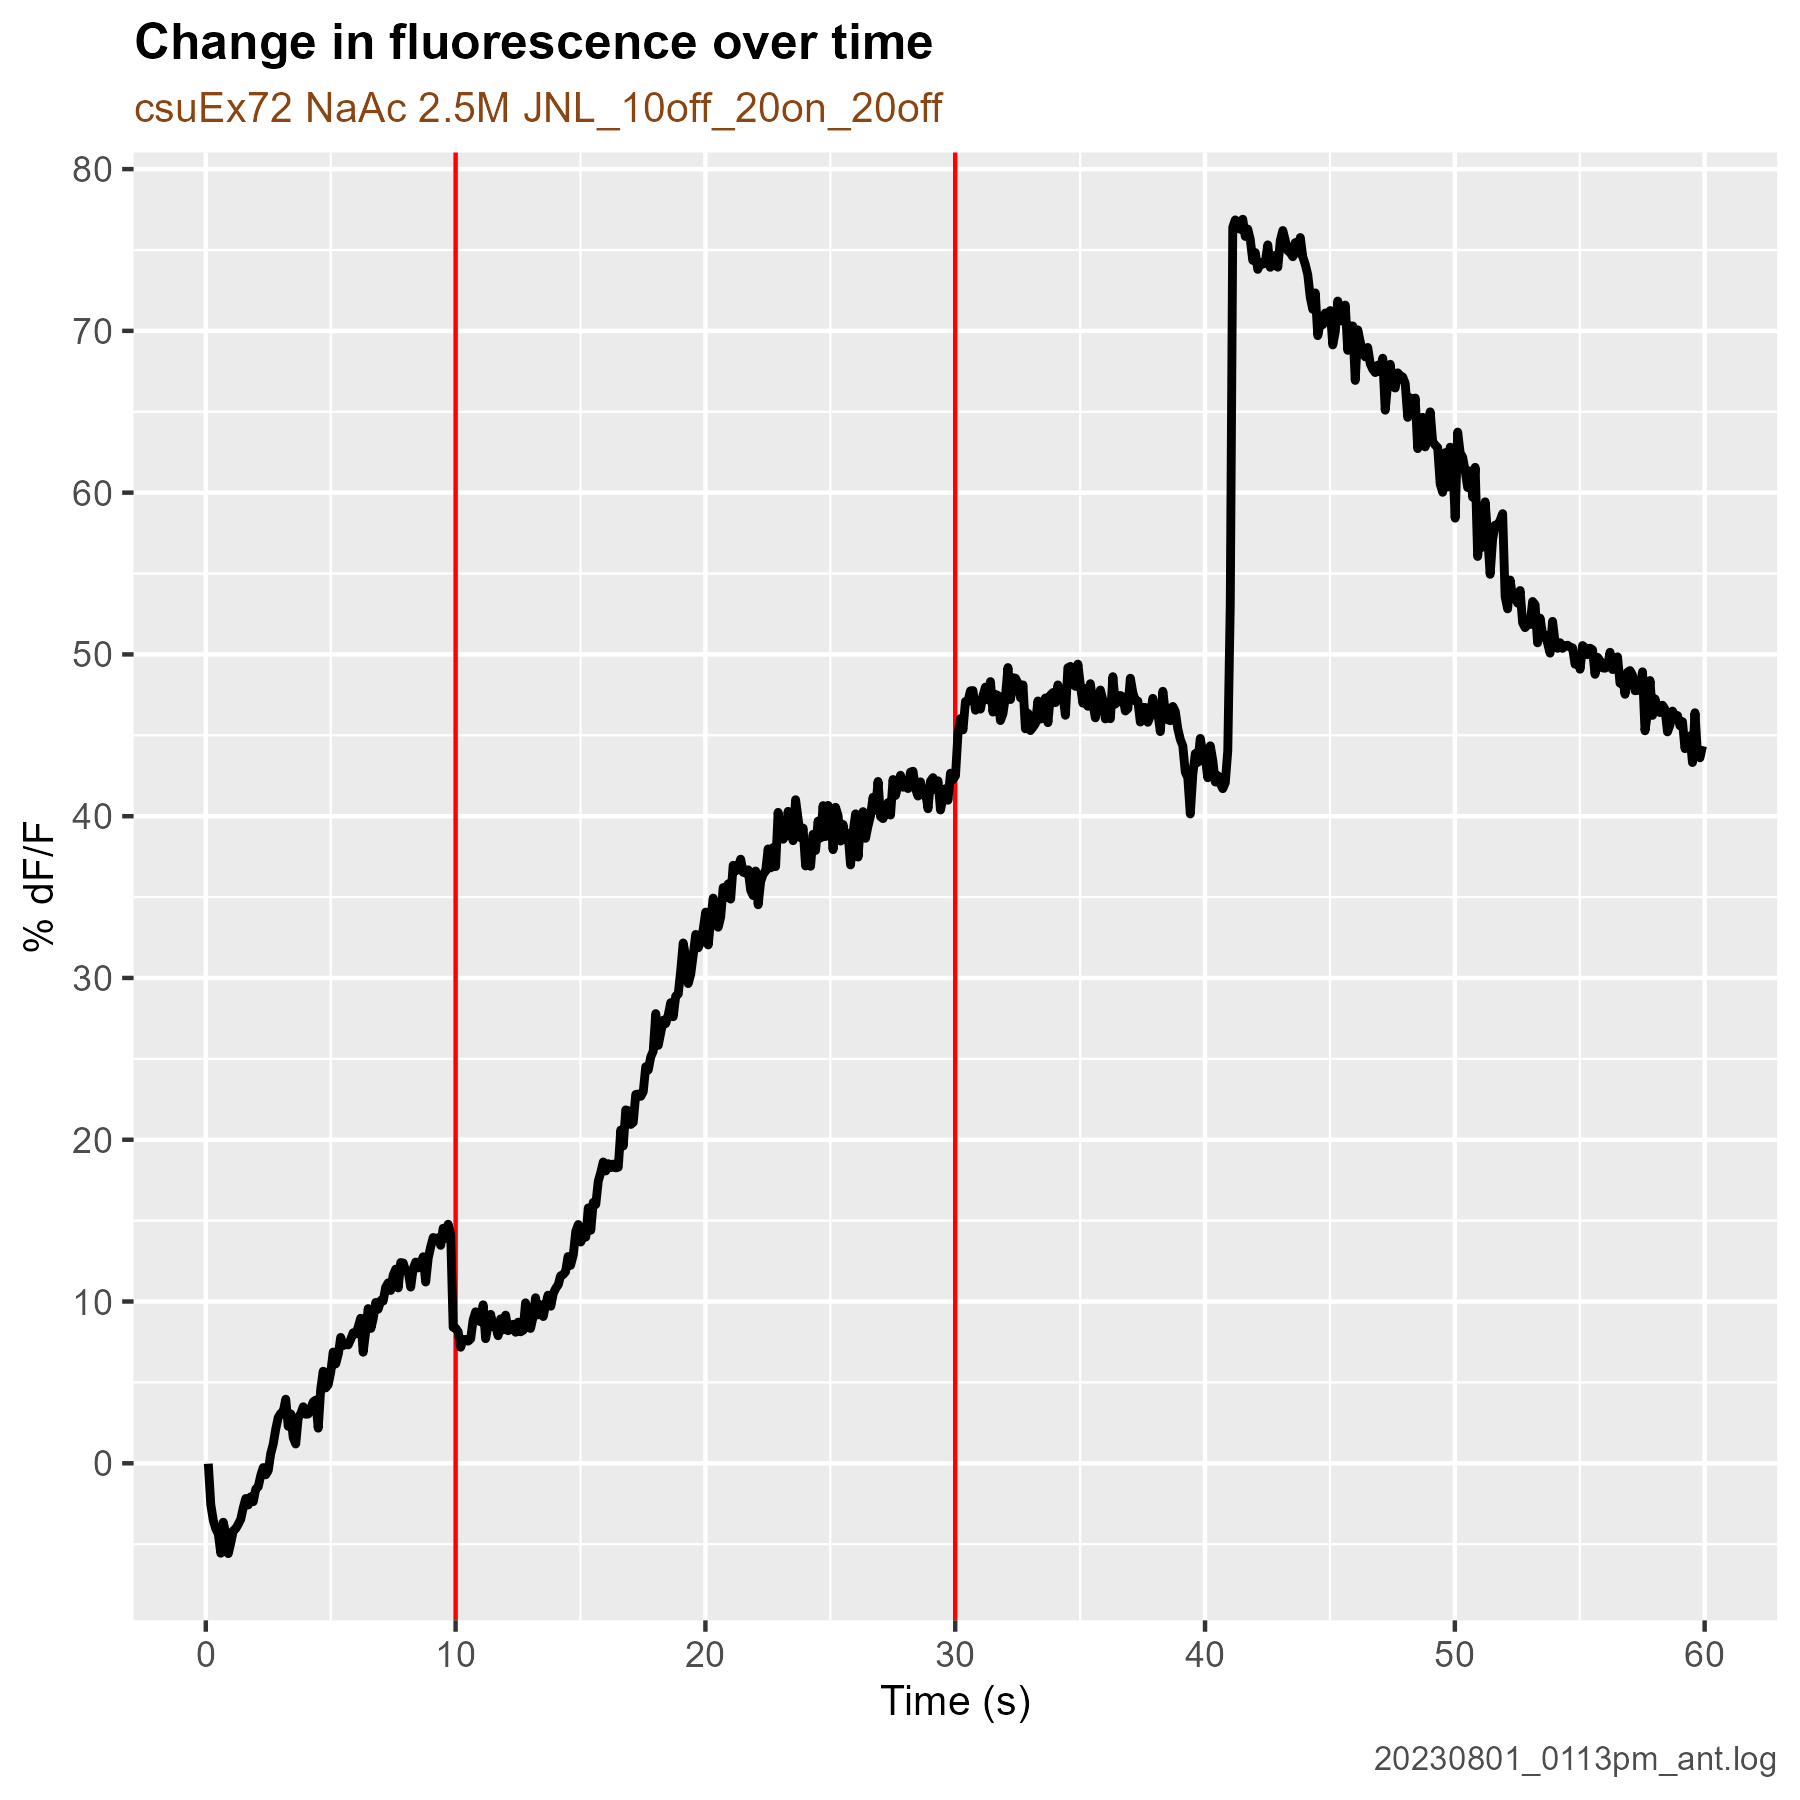 Change in fluorescence over time
csuEx72 NaAc 2.5M JNL_10off_20on_20off
80
70
60
50
40
30
20
10
0
% dF/F
0 10 20 30 40 50 60
Time (s)
20230801_0113pm_ant.log